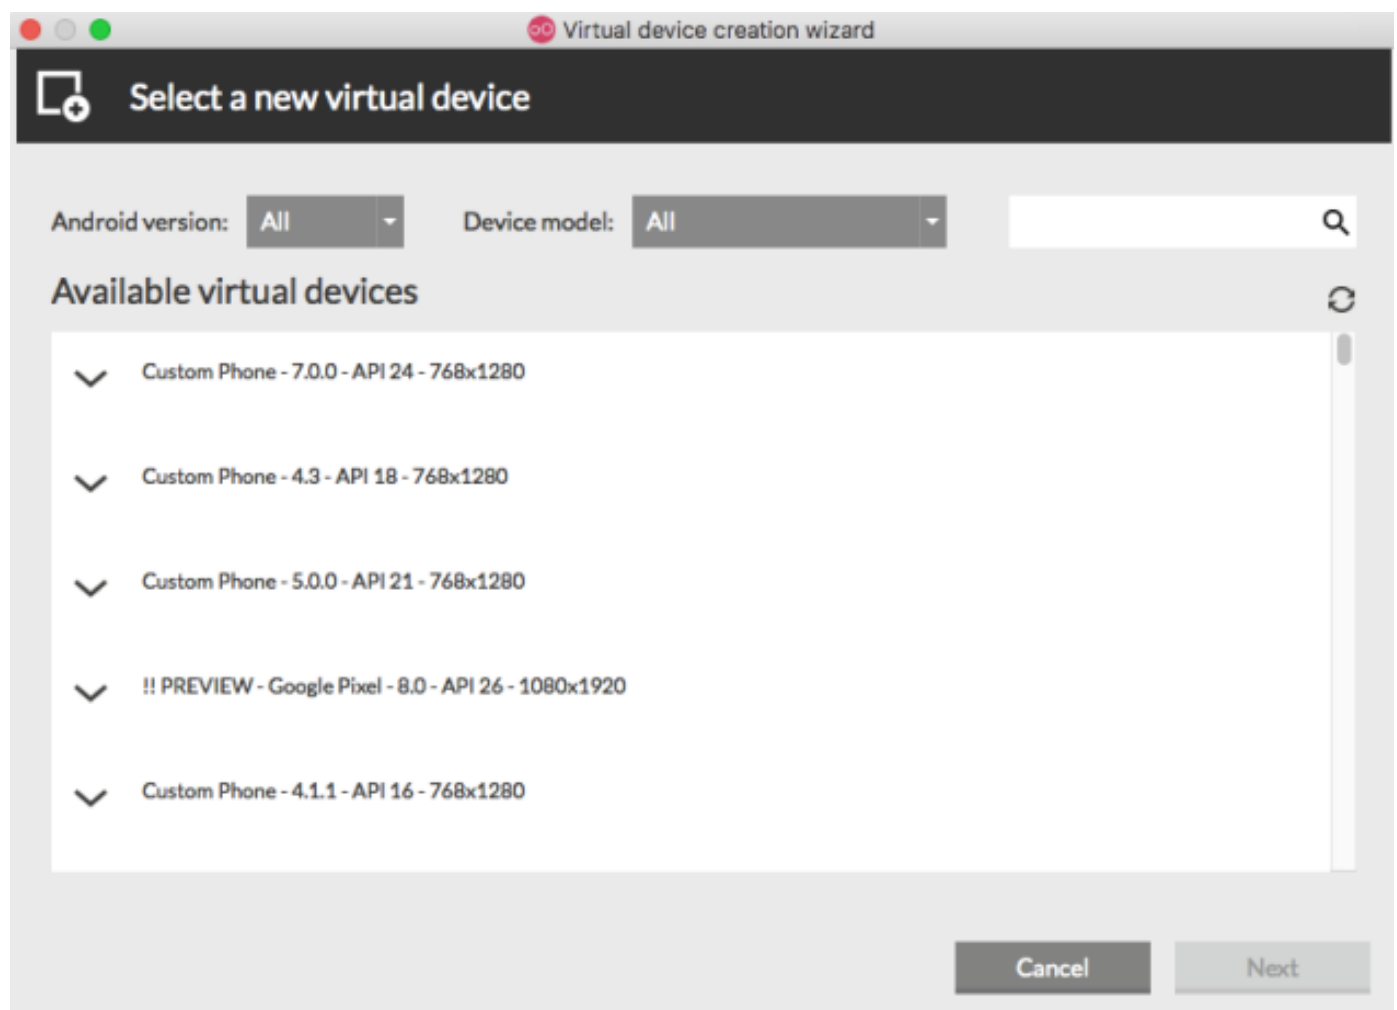 Virtual device creation wizard
Select a new virtual device
Android version: All Device model: All
Available virtual devices
Custom Phone - 7.0.0 - API 24 - 768x1280
Custom Phone - 4.3 - API 18 - 768x1280
Custom Phone - 5.0.0 - API 21 - 768x1280
!! PREVIEW - Google Pixel - 8.0 - API 26 - 1080x1920
Custom Phone - 4.1.1 - API 16 - 768x1280
Cancel Next